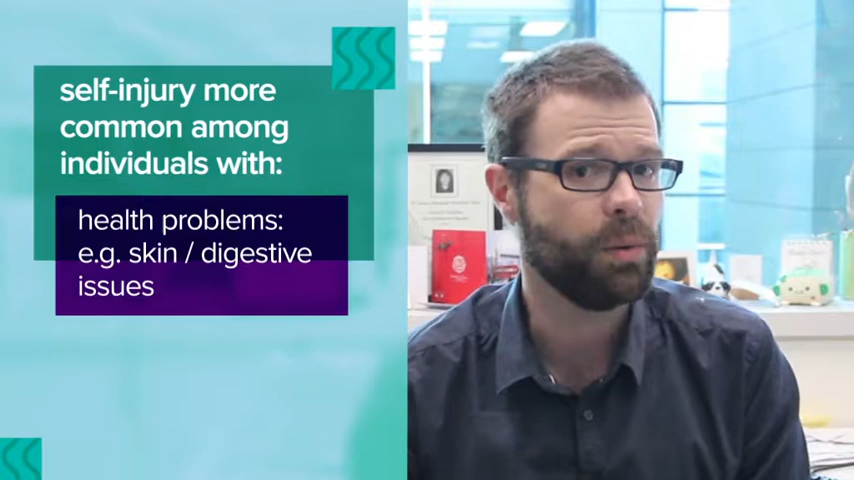 self-injury more
common among
individuals with:
health problems:
e.g. skin / digestive
issues